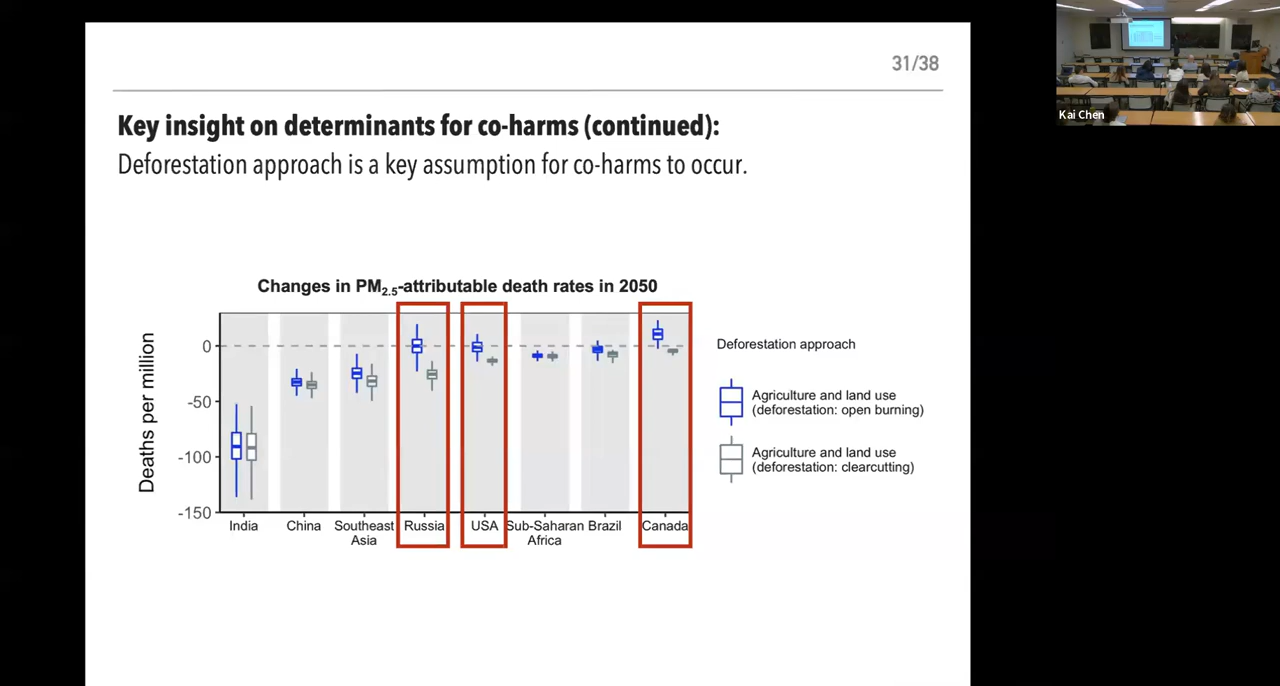 31/38
Key insight on determinants for co-harms (continued):
Deforestation approach is a key assumption for co-harms to occur.
Changes in PM2.5-attributable death rates in 2050
Deaths per million
0
-50
-100
-150
India
China
Southeast
Asia
Russia
USA
Sub-Saharan
Africa
Brazil
Canada
Deforestation approach
Agriculture and land use
(deforestation: open burning)
Agriculture and land use
(deforestation: clearcutting)
Kai Chen